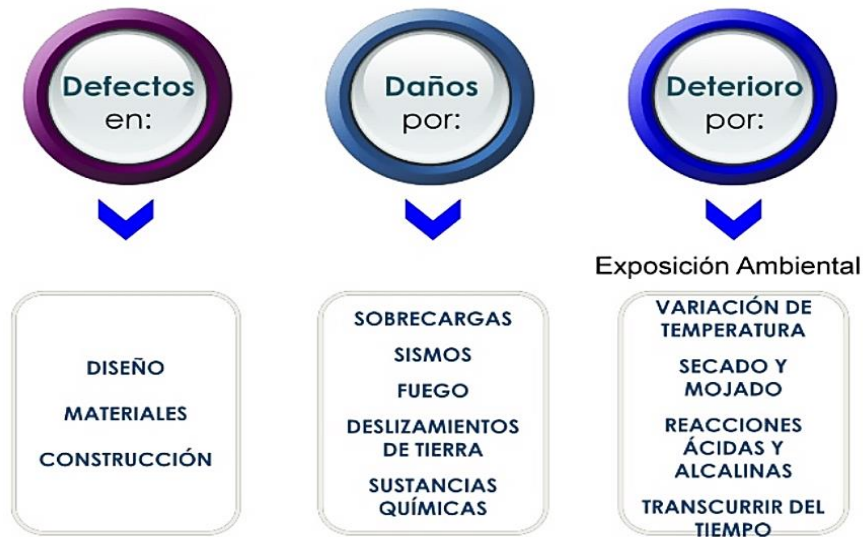 Defectos
en:
DISEÑO
MATERIALES
CONSTRUCCIÓN
Daños
por:
SOBRECARGAS
SISMOS
FUEGO
DESLIZAMIENTOS
DE TIERRA
SUSTANCIAS
QUÍMICAS
Deterioro
por:
Exposición Ambiental
VARIACIÓN DE
TEMPERATURA
SECADO Y
MOJADO
REACCIONES
ÁCIDAS Y
ALCALINAS
TRANSCURRIR DEL
TIEMPO